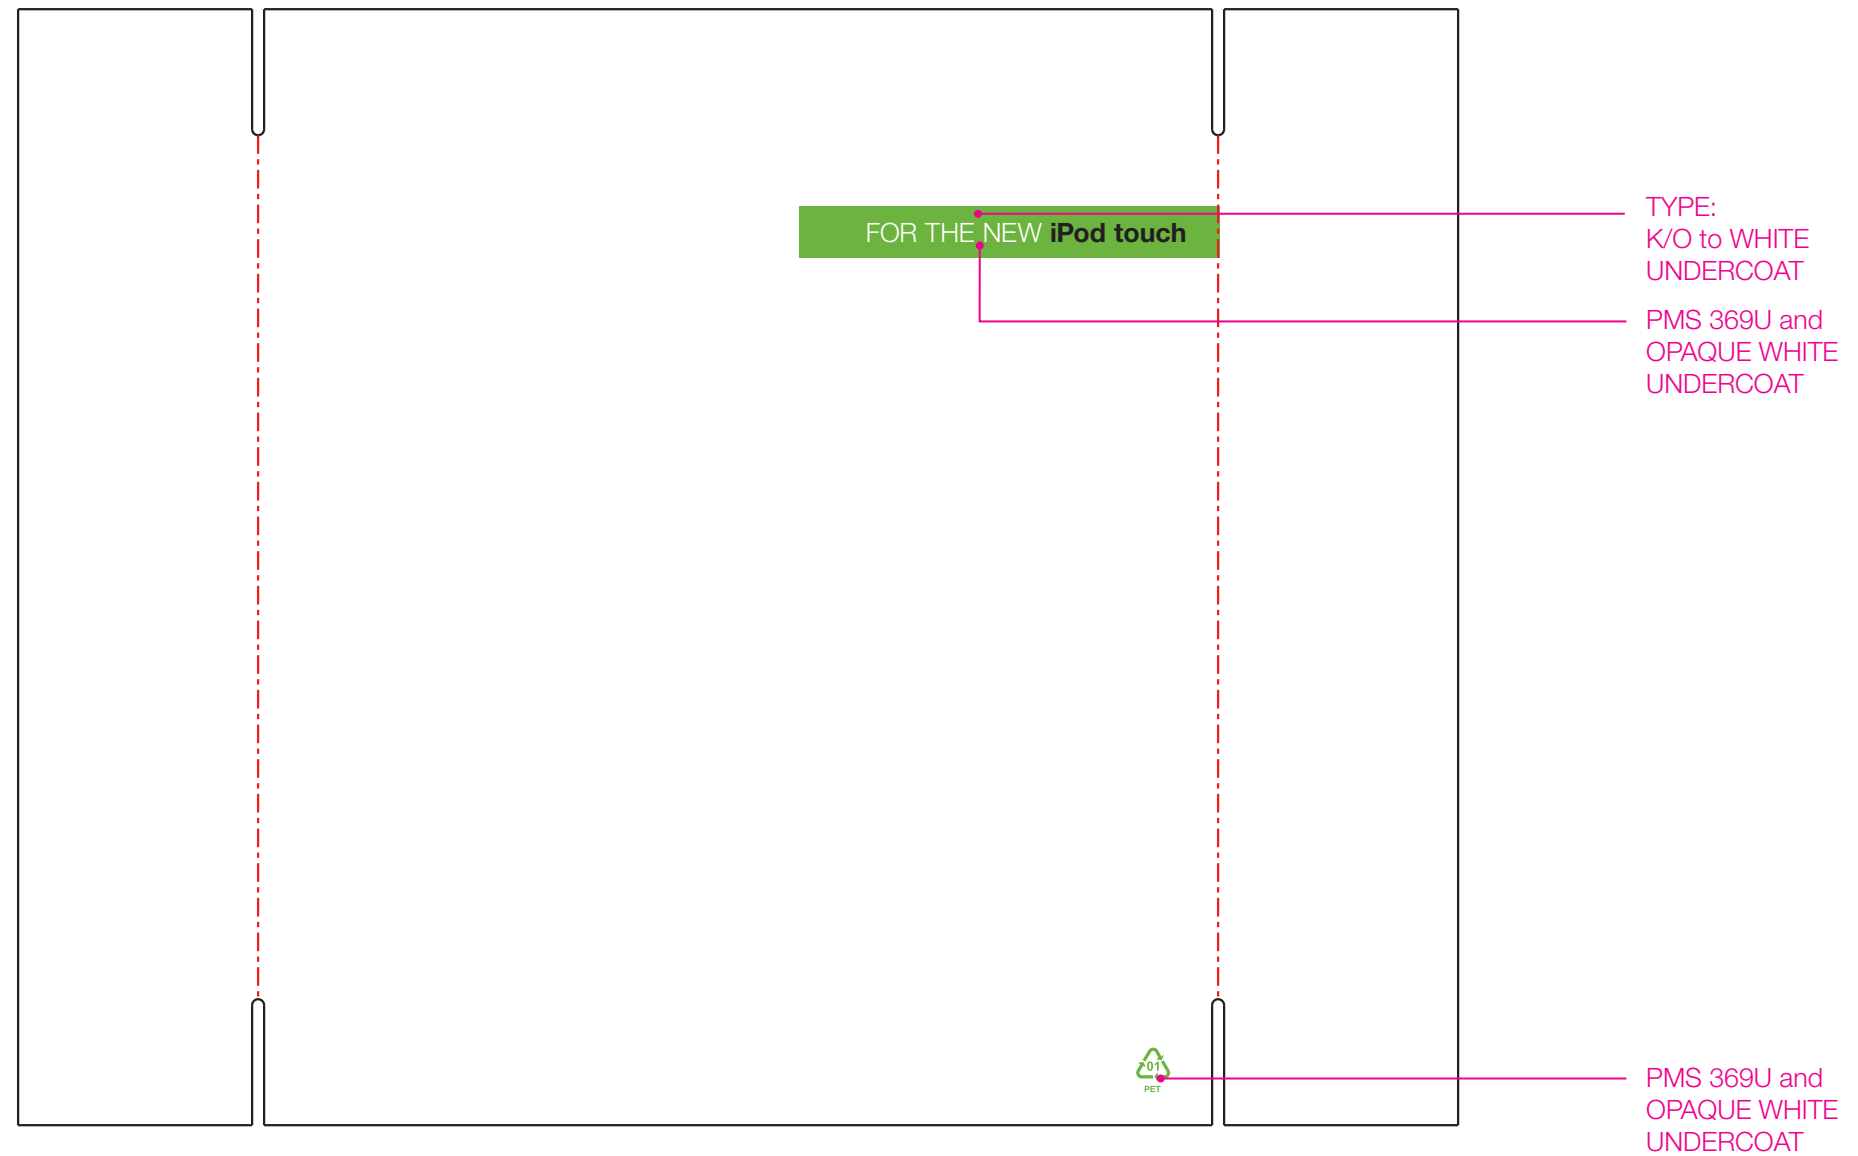 FOR THE NEW iPod touch
TYPE:
K/O to WHITE
UNDERCOAT
PMS 369U and
OPAQUE WHITE
UNDERCOAT
01
PET
PMS 369U and
OPAQUE WHITE
UNDERCOAT